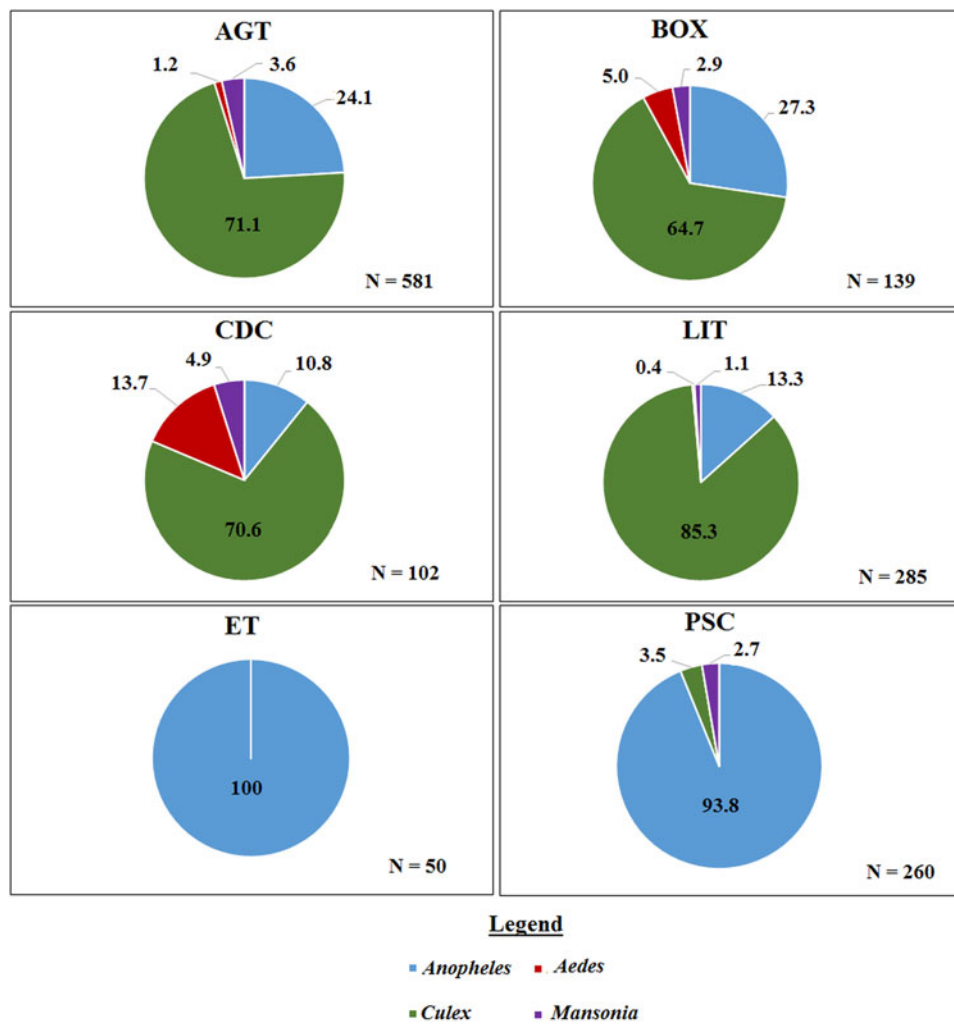 AGT
1.2
3.6
24.1
71.1
N = 581
BOX
5.0
2.9
27.3
64.7
N = 139
CDC
13.7
4.9
10.8
70.6
N = 102
LIT
0.4
1.1
13.3
85.3
N = 285
ET
100
N = 50
PSC
3.5
2.7
93.8
N = 260
Legend
Anopheles Aedes
Culex Mansonia